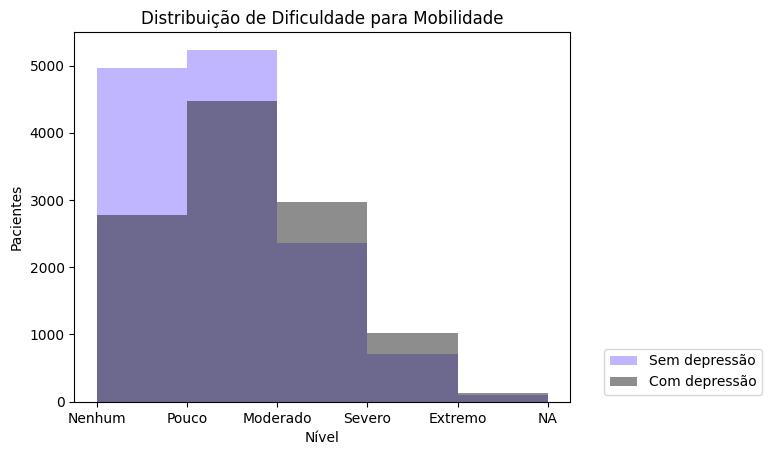 Distribuição de Dificuldade para Mobilidade
Pacientes
5000
4000
3000
2000
1000
0
Nenhum Pouco Moderado Severo Extremo NA
Nível
Sem depressão
Com depressão